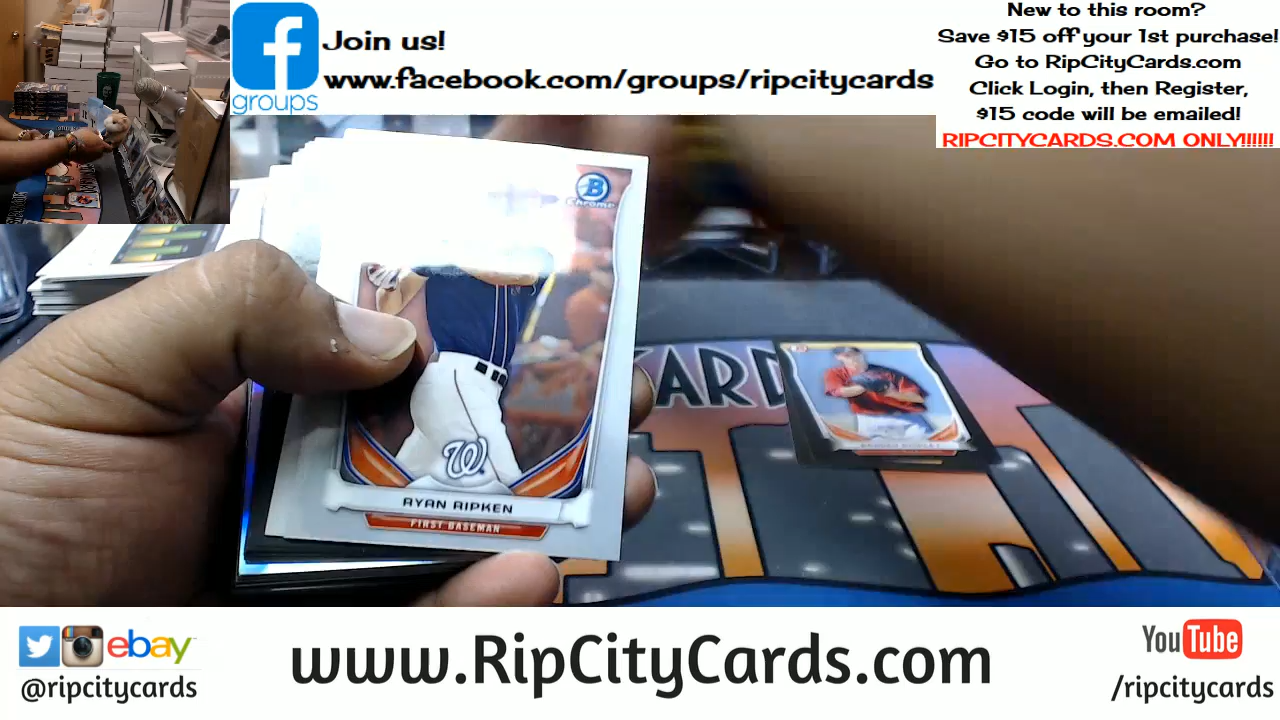 Join us!
www.facebook.com/groups/ripcitycards
groups
New to this room?
Save $15 off your 1st purchase!
Go to RipCityCards.com
Click Login, then Register,
$15 code will be emailed!
RIPCITYCARDS.COM ONLY!!!!!!
B
Chrome
W
RYAN RIPKEN
FIRST BASEMAN
CARD
ebay
@ripcitycards
www.RipCityCards.com
YouTube
/ripcitycards